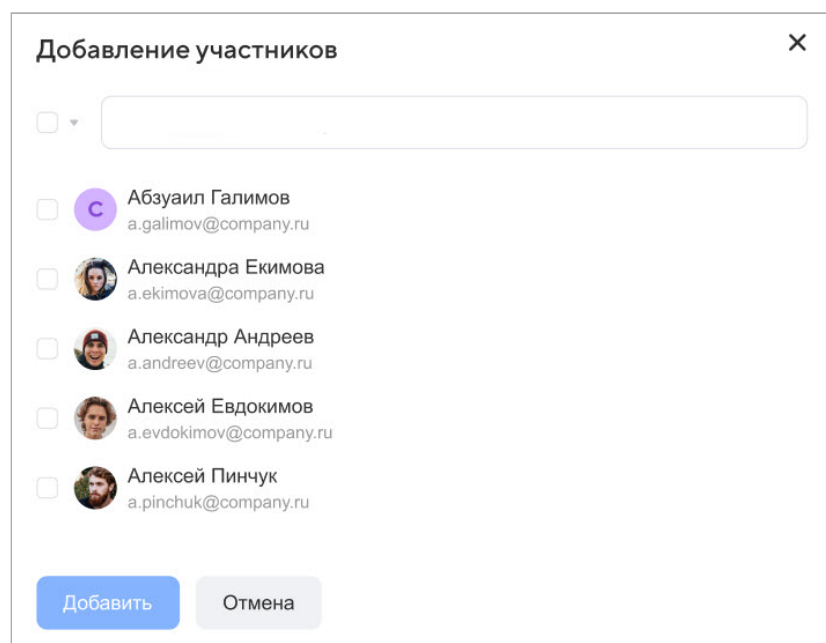 Добавление участников
С
Абзуаил Галимов
a.galimov@company.ru
Александра Екимова
a.ekimova@company.ru
Александр Андреев
a.andreev@company.ru
Алексей Евдокимов
a.evdokimov@company.ru
Алексей Пинчук
a.pinchuk@company.ru
Добавить
Отмена